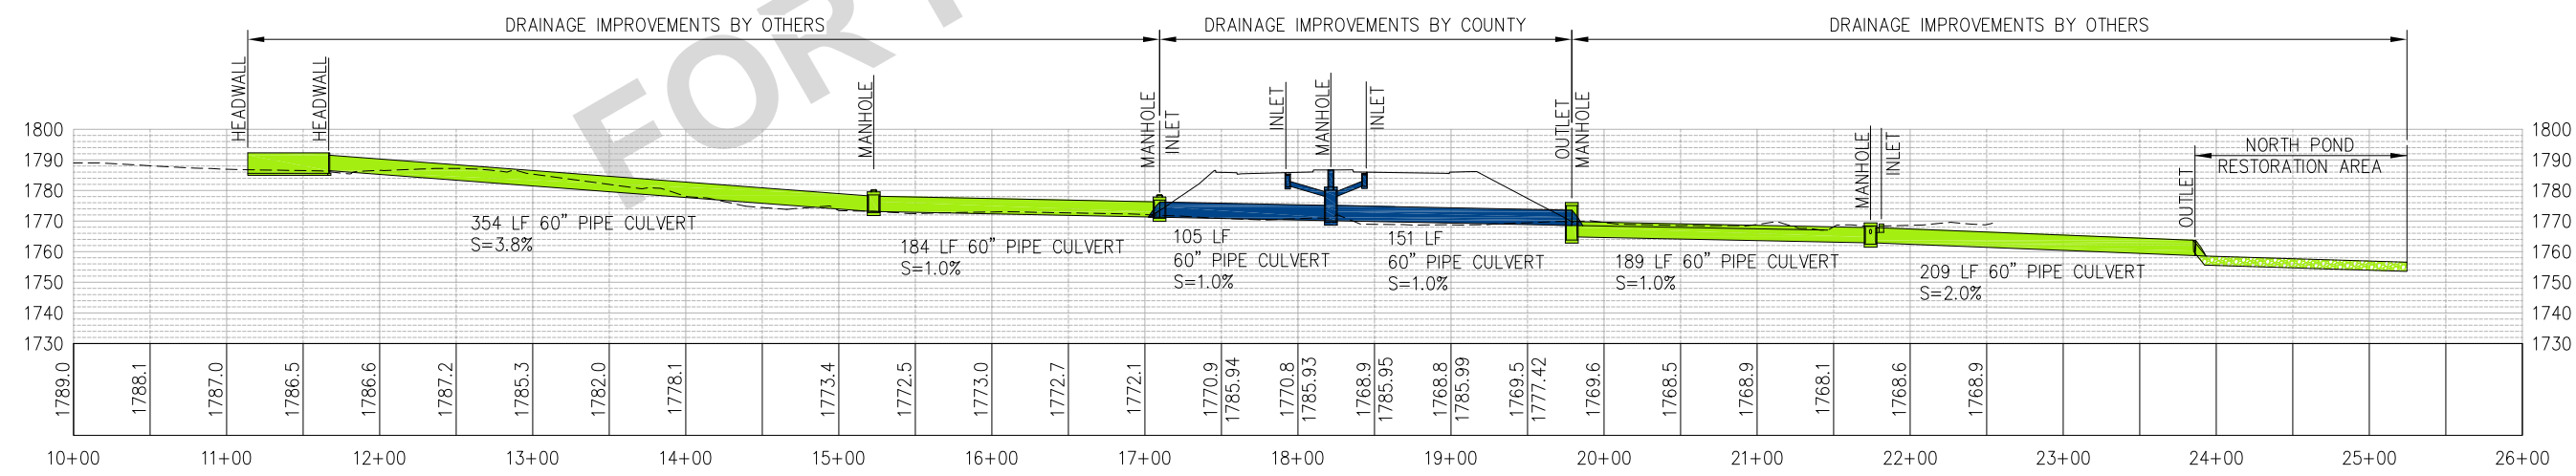 DRAINAGE IMPROVEMENTS BY OTHERS
DRAINAGE IMPROVEMENTS BY COUNTY
DRAINAGE IMPROVEMENTS BY OTHERS
HEADWALL
HEADWALL
MANHOLE
MANHOLE
INLET
INLET
MANHOLE
INLET
OUTLET
MANHOLE
MANHOLE
INLET
OUTLET
NORTH POND
RESTORATION AREA
FOR
1800
1790
1780
1770
1760
1750
1740
1730
1800
1790
1780
1770
1760
1750
1740
1730
354 LF 60" PIPE CULVERT
S=3.8%
184 LF 60" PIPE CULVERT
S=1.0%
105 LF
60" PIPE CULVERT
S=1.0%
151 LF
60" PIPE CULVERT
S=1.0%
189 LF 60" PIPE CULVERT
S=1.0%
209 LF 60" PIPE CULVERT
S=2.0%
1789.0
1788.1
1787.0
1786.5
1786.6
1787.2
1785.3
1782.0
1778.1
1773.4
1772.5
1773.0
1772.7
1772.1
1770.9
1785.94
1770.8
1785.93
1768.9
1785.95
1768.8
1785.99
1769.5
1777.42
1769.6
1768.5
1768.9
1768.1
1768.6
1768.9
10+00
11+00
12+00
13+00
14+00
15+00
16+00
17+00
18+00
19+00
20+00
21+00
22+00
23+00
24+00
25+00
26+00